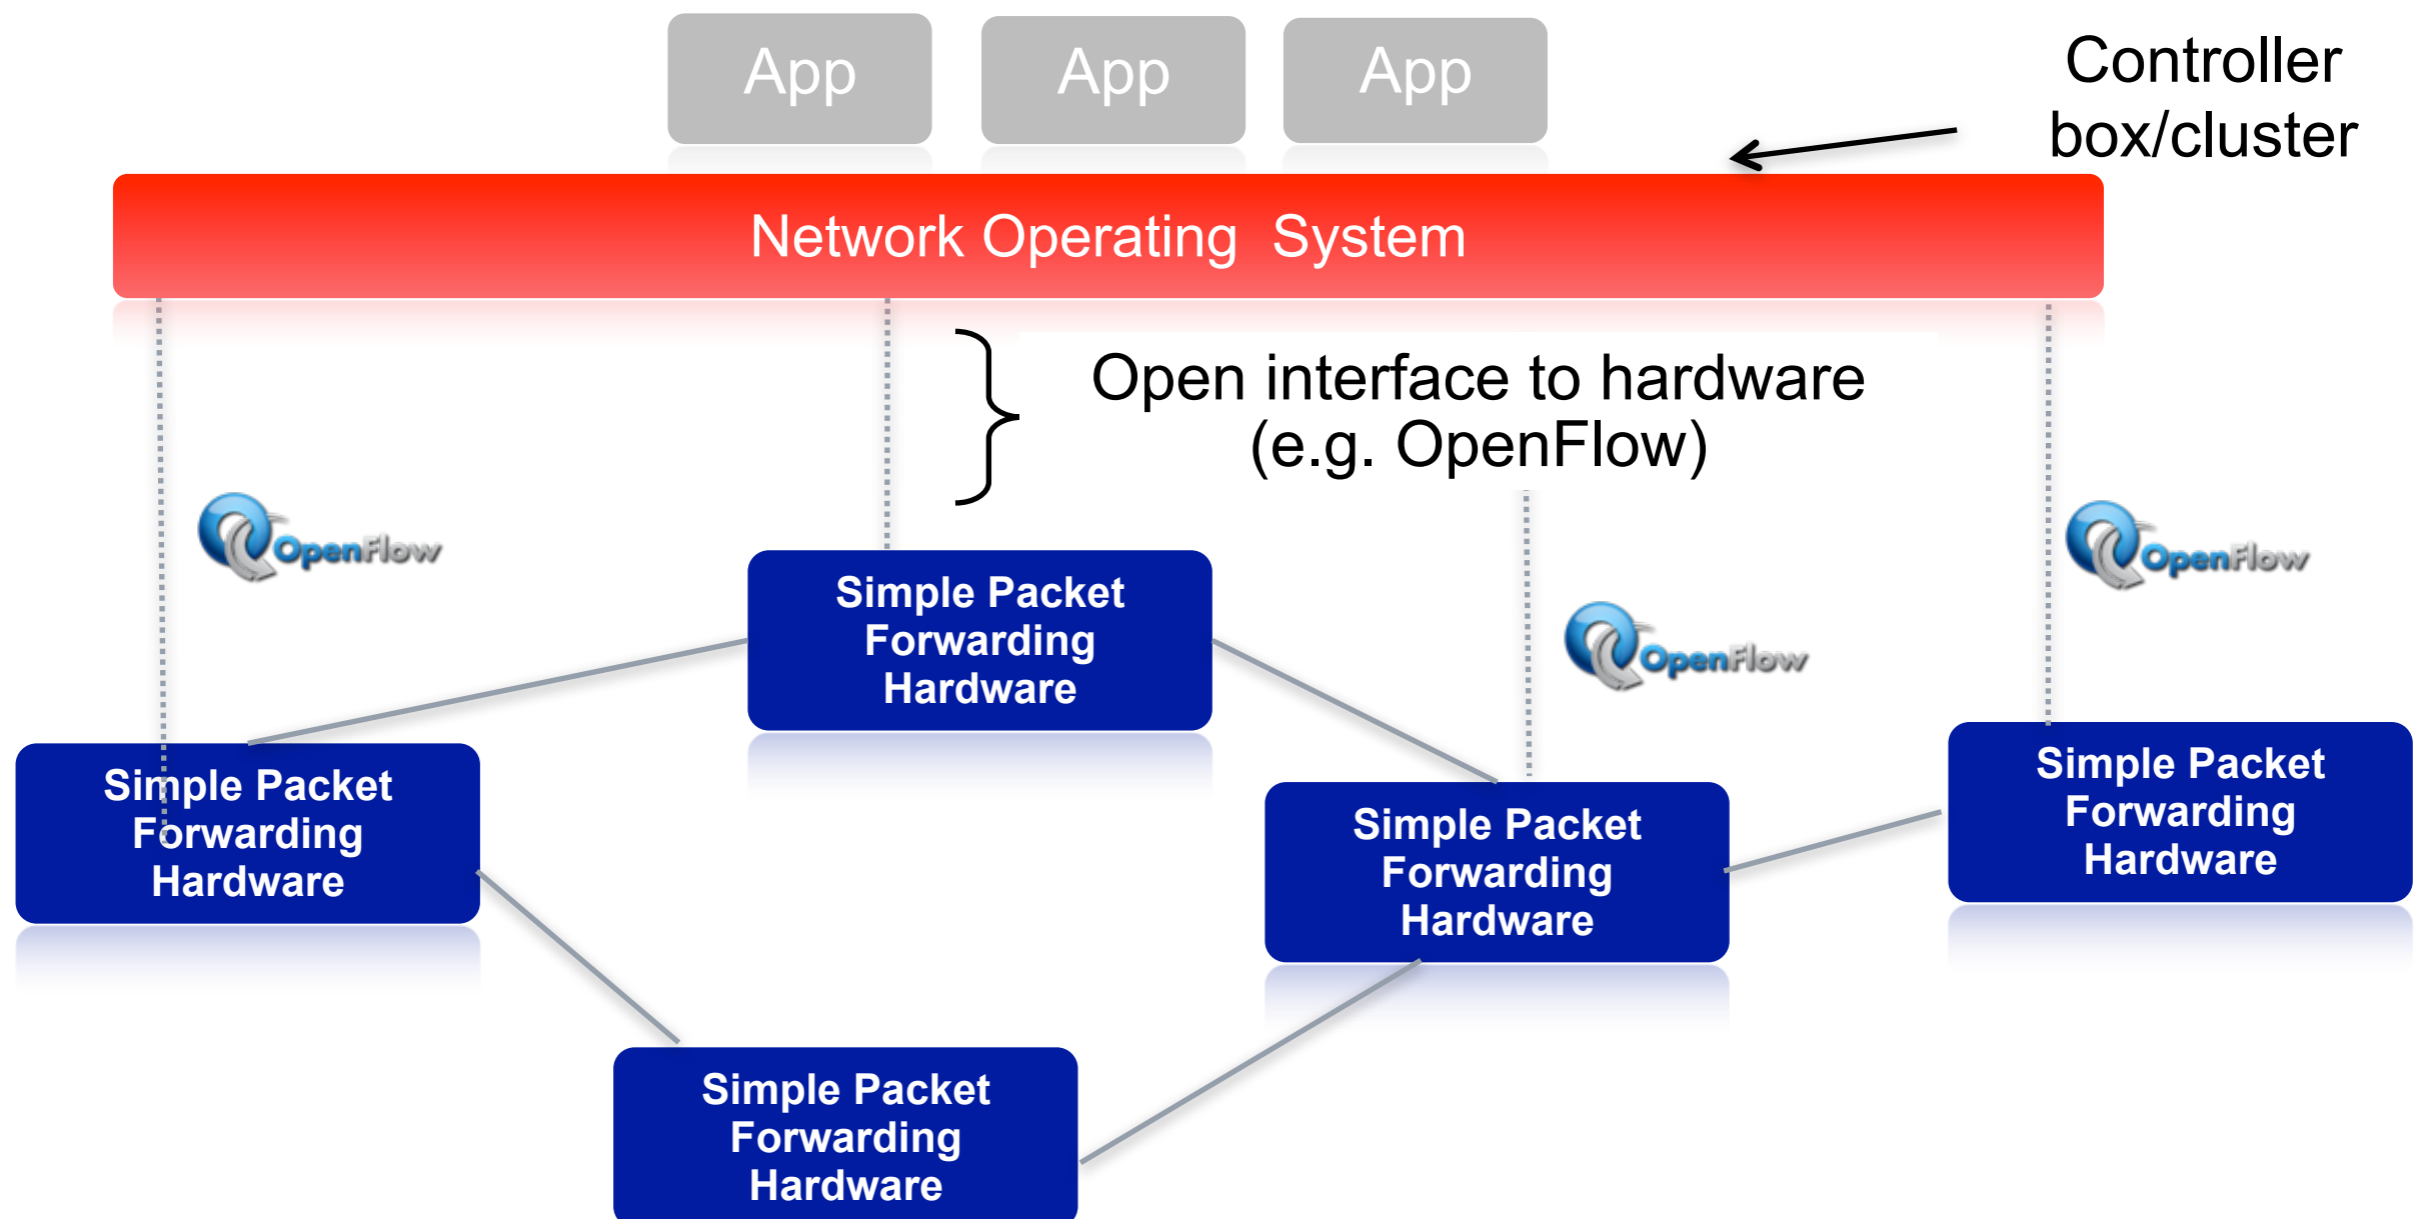 App
App
App
Controller
box/cluster
Network Operating System
Open interface to hardware
(e.g. OpenFlow)
OpenFlow
OpenFlow
OpenFlow
Simple Packet
Forwarding
Hardware
Simple Packet
Forwarding
Hardware
Simple Packet
Forwarding
Hardware
Simple Packet
Forwarding
Hardware
Simple Packet
Forwarding
Hardware